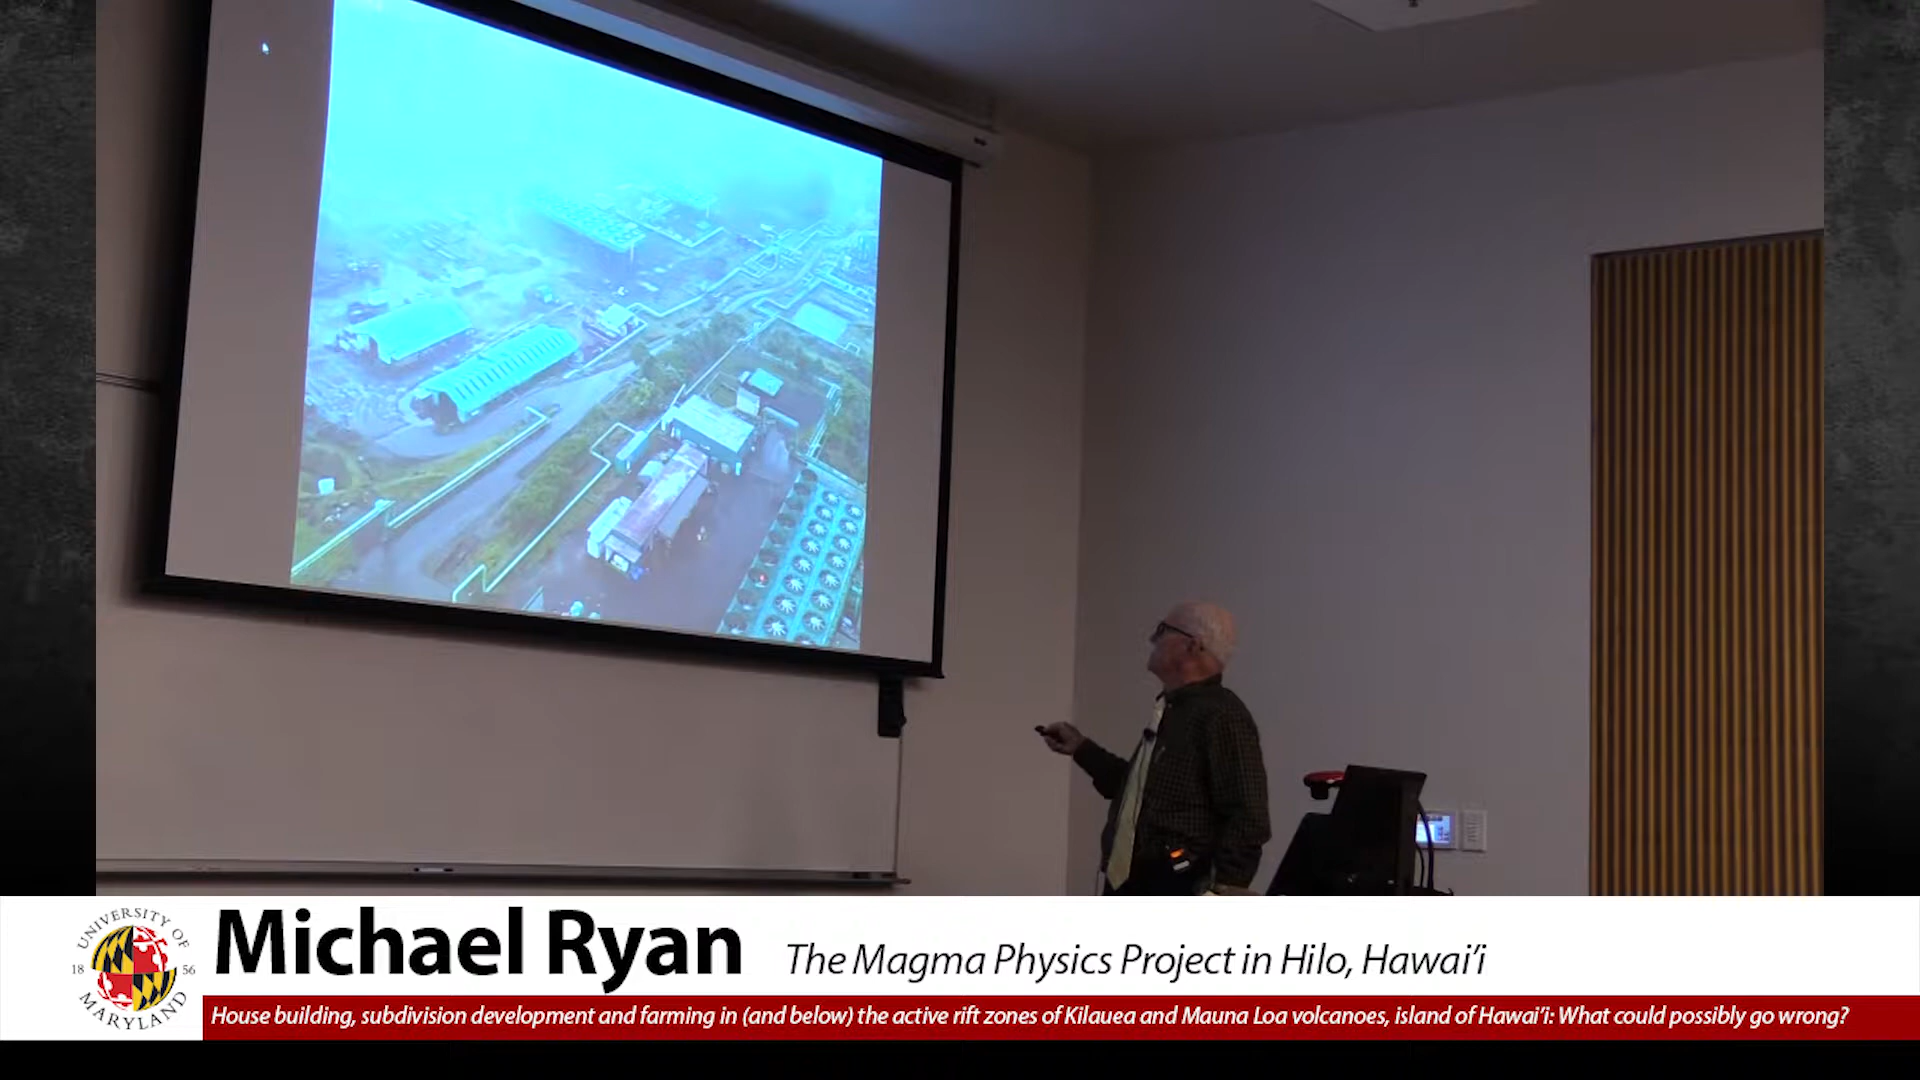 UNIVERSITY OF
18 56
MARYLAND
Michael Ryan
The Magma Physics Project in Hilo, Hawai'i
House building, subdivision development and farming in (and below) the active rift zones of Kilauea and Mauna Loa volcanoes, island of Hawai'i: What could possibly go wrong?